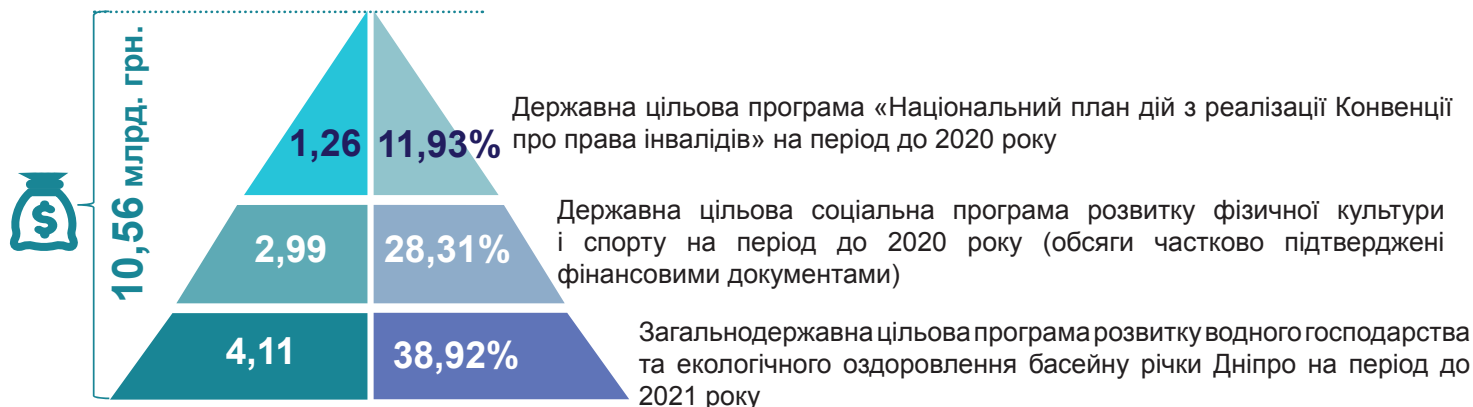 10,56 млрд. грн.
1,26 11,93%
Державна цільова програма «Національний план дій з реалізації Конвенції
про права інвалідів» на період до 2020 року
2,99 28,31%
Державна цільова соціальна програма розвитку фізичної культури
і спорту на період до 2020 року (обсяги частково підтверджені
фінансовими документами)
4,11 38,92%
Загальнодержавна цільова програма розвитку водного господарства
та екологічного оздоровлення басейну річки Дніпро на період до
2021 року
$